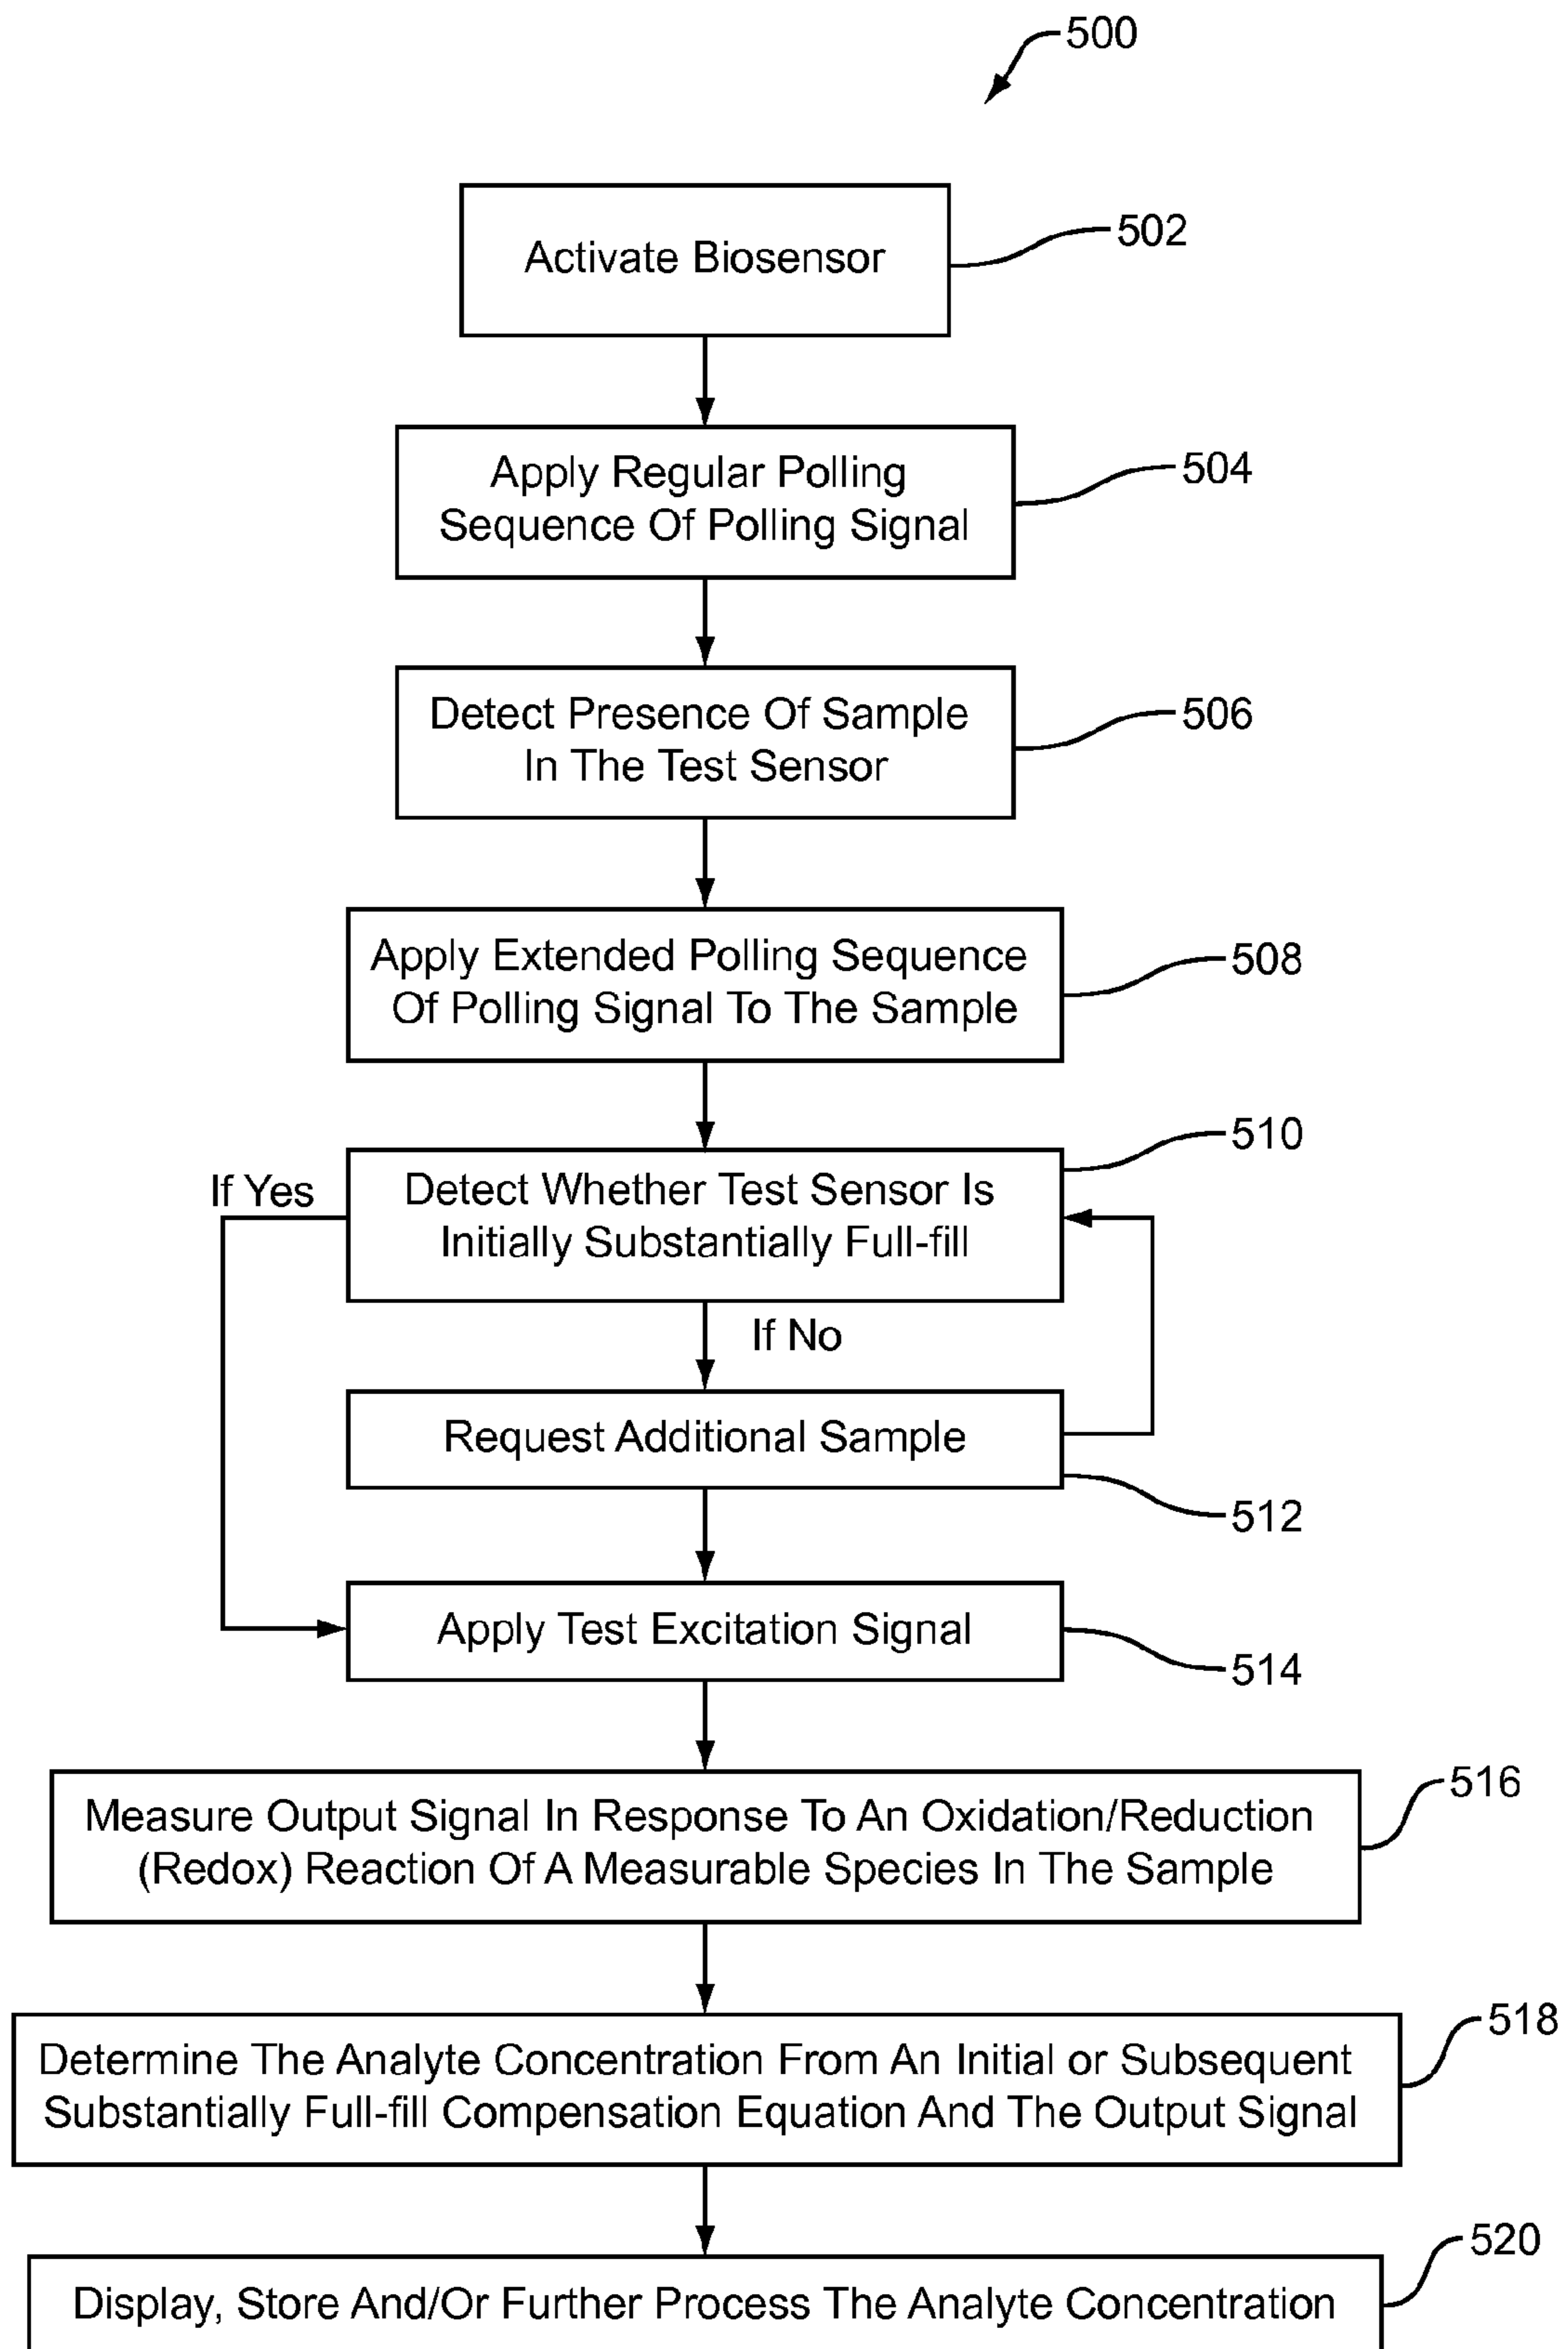 500
Activate Biosensor
502
Apply Regular Polling
Sequence Of Polling Signal
504
Detect Presence Of Sample
In The Test Sensor
506
Apply Extended Polling Sequence
Of Polling Signal To The Sample
508
510
If Yes
Detect Whether Test Sensor Is
Initially Substantially Full-fill
If No
Request Additional Sample
512
Apply Test Excitation Signal
514
Measure Output Signal In Response To An Oxidation/Reduction
(Redox) Reaction Of A Measurable Species In The Sample
516
Determine The Analyte Concentration From An Initial or Subsequent
Substantially Full-fill Compensation Equation And The Output Signal
518
Display, Store And/Or Further Process The Analyte Concentration
520